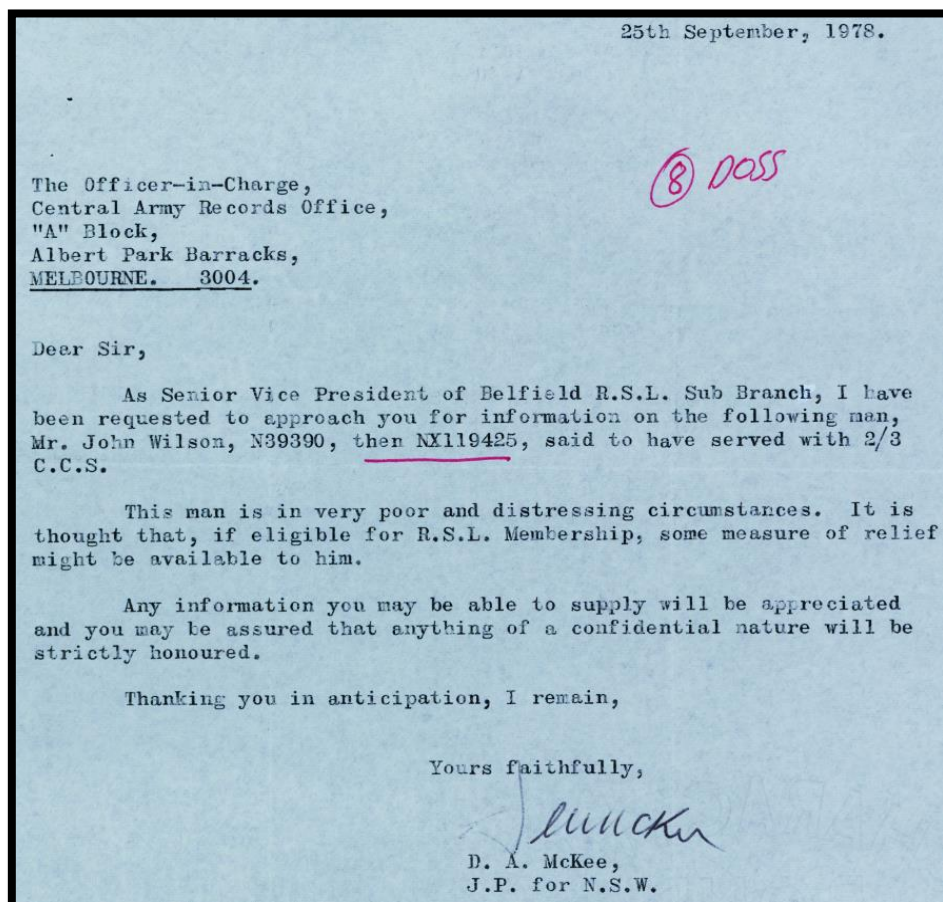 25th September, 1978.
⑧ DOSS
The Officer-in-Charge,
Central Army Records Office,
"A" Block,
Albert Park Barracks,
MELBOURNE. 3004.
Dear Sir,
As Senior Vice President of Belfield R.S.L. Sub Branch, I have
been requested to approach you for information on the following man,
Mr. John Wilson, N39390, then NX119425, said to have served with 2/3
C.C.S.
This man is in very poor and distressing circumstances. It is
thought that, if eligible for R.S.L. Membership, some measure of relief
might be available to him.
Any information you may be able to supply will be appreciated
and you may be assured that anything of a confidential nature will be
strictly honoured.
Thanking you in anticipation, I remain,
Yours faithfully,
D. A. McKee,
J.P. for N.S.W.